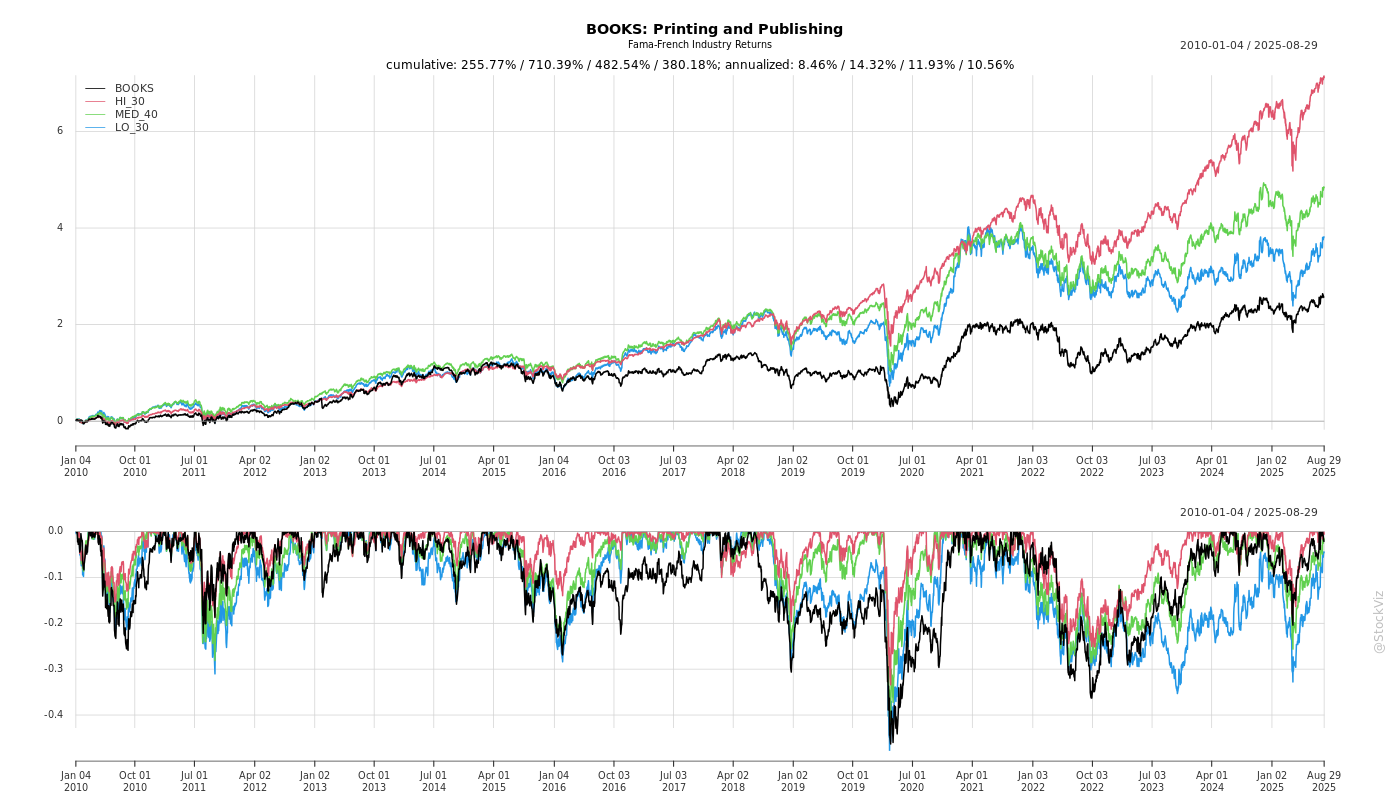 BOOKS: Printing and Publishing
Fama-French Industry Returns
2010-01-04 / 2025-08-29
cumulative: 255.77% / 710.39% / 482.54% / 380.18%; annualized: 8.46% / 14.32% / 11.93% / 10.56%
BOOKS
HI_30
MED_40
LO_30
6
4
2
0
Jan 04 Oct 01 Jul 01 Apr 02 Jan 02 Oct 01 Jul 01 Apr 01 Jan 04 Oct 03 Jul 03 Apr 02 Jan 02 Oct 01 Jul 01 Apr 01 Jan 03 Oct 03 Jul 03 Apr 01 Jan 02 Aug 29
2010 2010 2011 2012 2013 2013 2014 2015 2016 2016 2017 2018 2019 2019 2020 2021 2022 2022 2023 2024 2025 2025
2010-01-04 / 2025-08-29
0.0
-0.1
-0.2
-0.3
-0.4
Jan 04 Oct 01 Jul 01 Apr 02 Jan 02 Oct 01 Jul 01 Apr 01 Jan 04 Oct 03 Jul 03 Apr 02 Jan 02 Oct 01 Jul 01 Apr 01 Jan 03 Oct 03 Jul 03 Apr 01 Jan 02 Aug 29
2010 2010 2011 2012 2013 2013 2014 2015 2016 2016 2017 2018 2019 2019 2020 2021 2022 2022 2023 2024 2025 2025
@StockViz